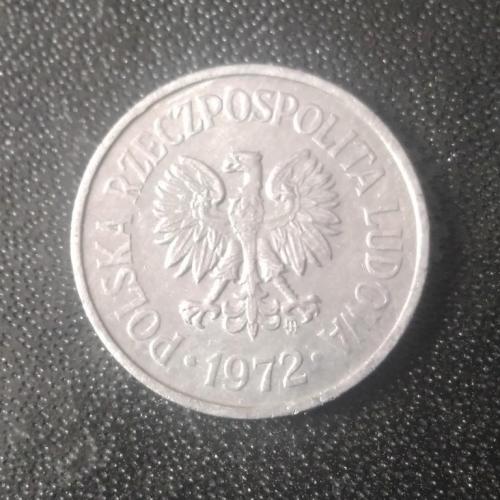 POLSKA RZECZPOSPOLITA LUDOWA
· 1972 ·